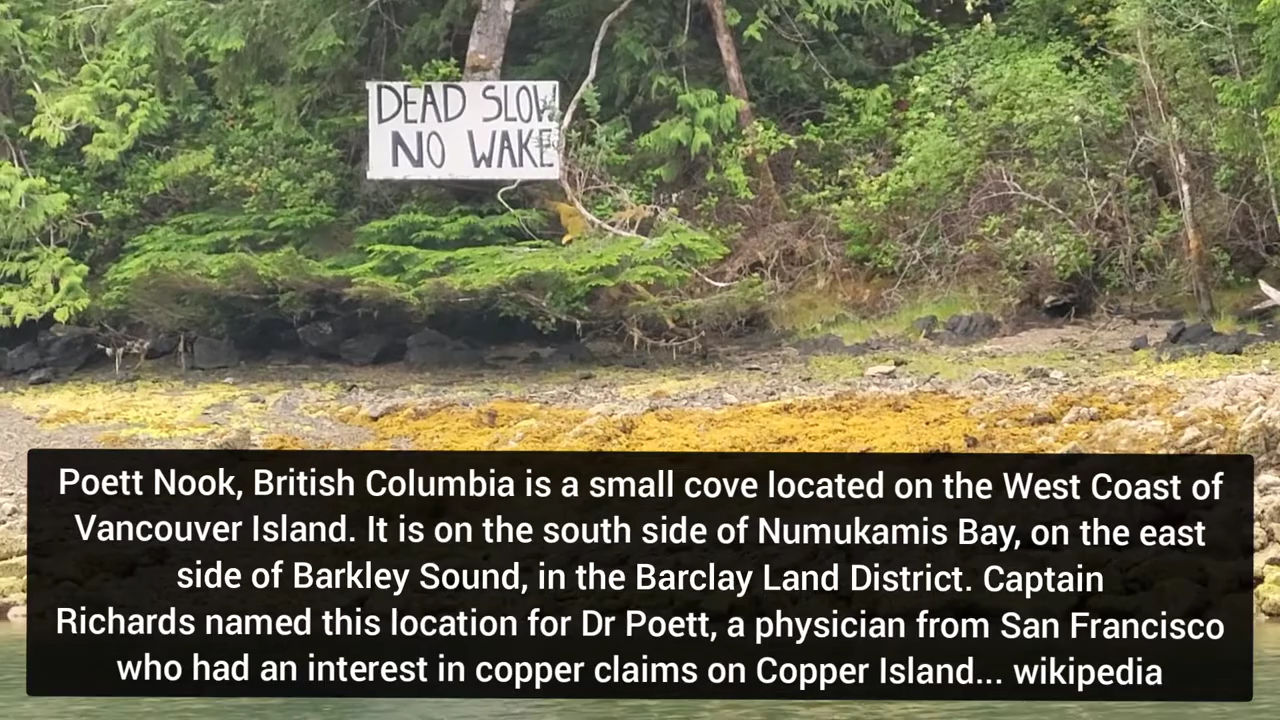 DEAD SLOW
NO WAKE
Poett Nook, British Columbia is a small cove located on the West Coast of
Vancouver Island. It is on the south side of Numukamis Bay, on the east
side of Barkley Sound, in the Barclay Land District. Captain
Richards named this location for Dr Poett, a physician from San Francisco
who had an interest in copper claims on Copper Island... wikipedia